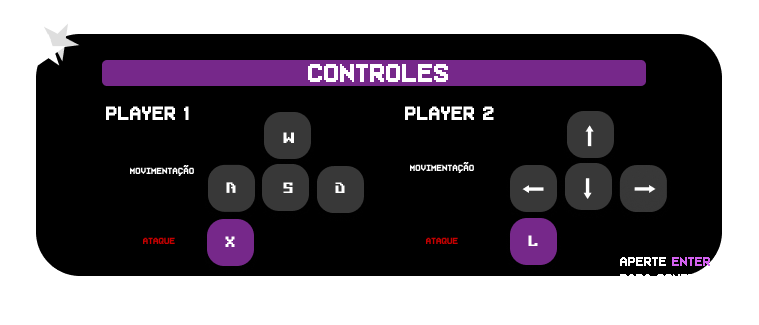 CONTROLES
PLAYER 1
W
MOVIMENTAÇÃO
A S D
ATAQUE
X
PLAYER 2
↑
MOVIMENTAÇÃO
← ↓ →
ATAQUE
L
APERTE ENTER